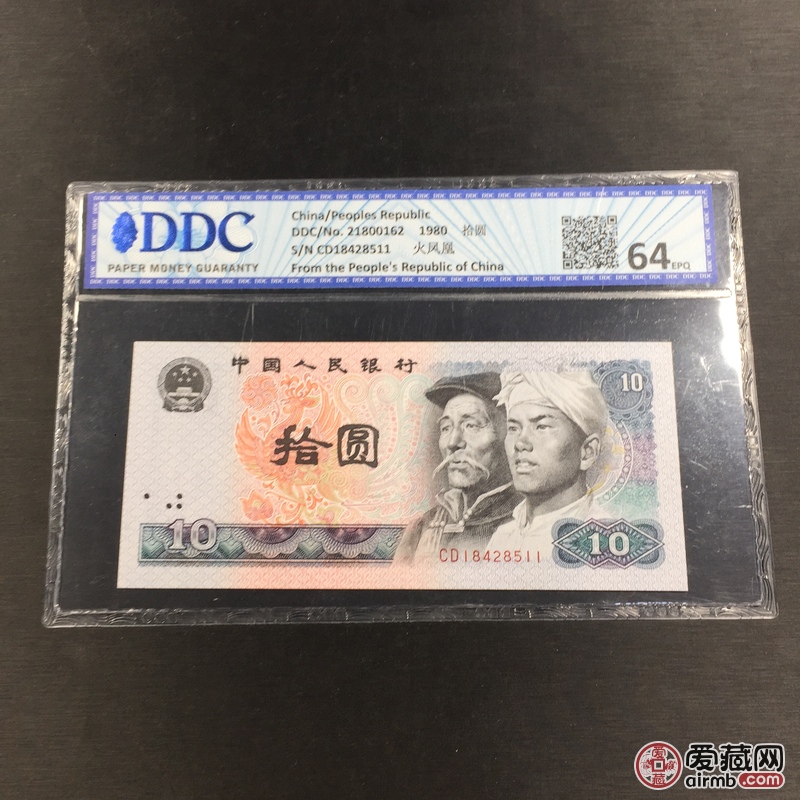 DDC
PAPER MONEY GUARANTY
China/Peoples Republic
DDC/No. 21800162 1980 拾圆
S/N CD18428511 火凤凰
From the People's Republic of China
64EPQ
中国人民银行
10
拾圆
10
CD18428511
10
爱藏网
airmb.com